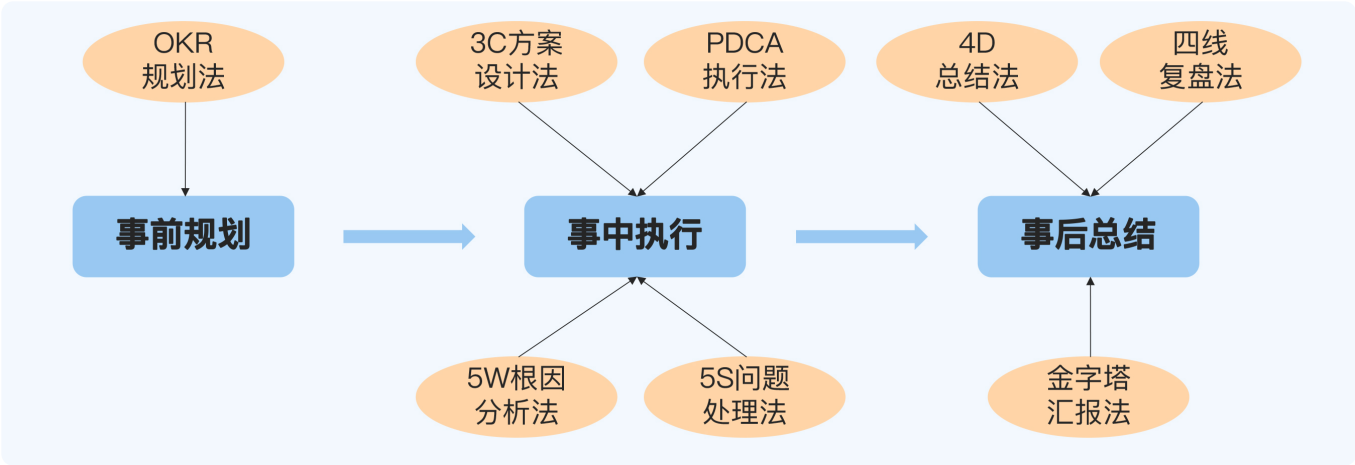 OKR
规划法
3C方案
设计法
PDCA
执行法
4D
总结法
四线
复盘法
事前规划
事中执行
事后总结
5W根因
分析法
5S问题
处理法
金字塔
汇报法